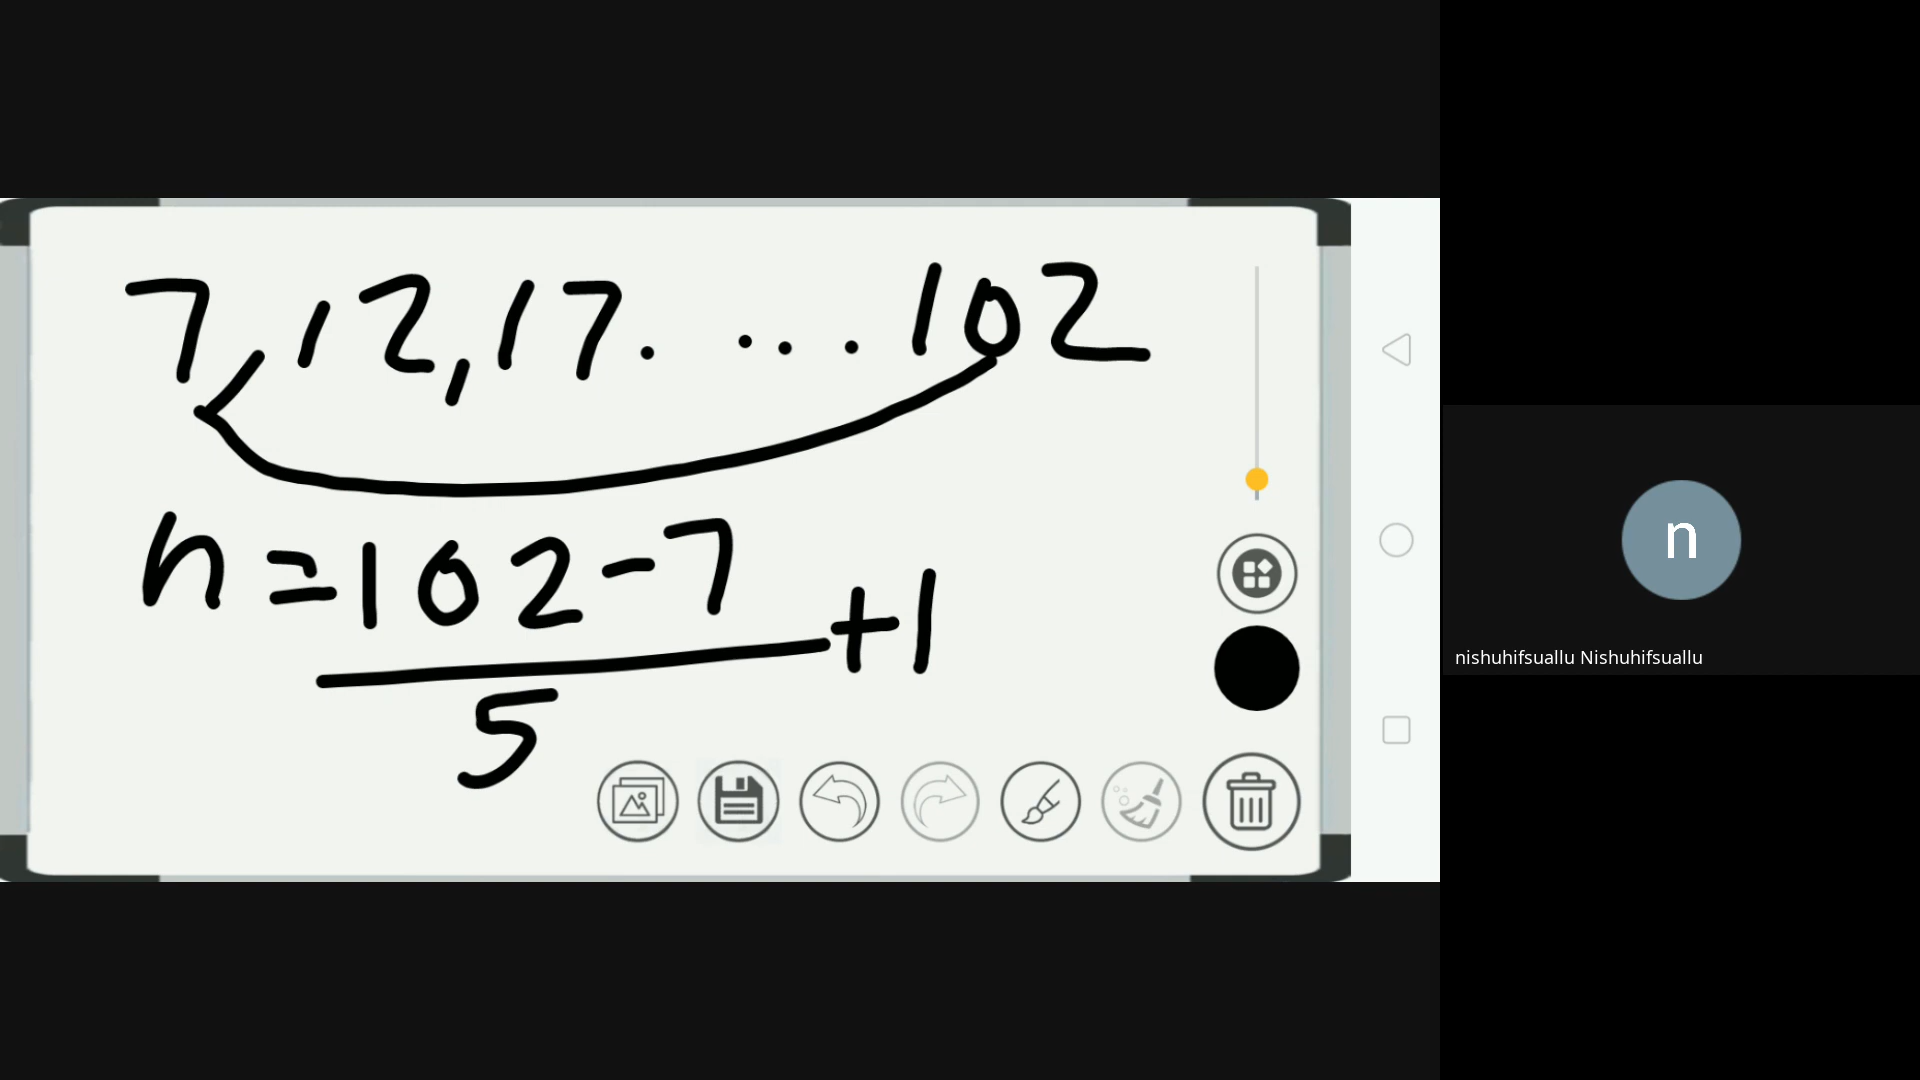 7, 12, 17. ... 102
n = 102 - 7
+1
5
n
nishuhifsuallu Nishuhifsuallu